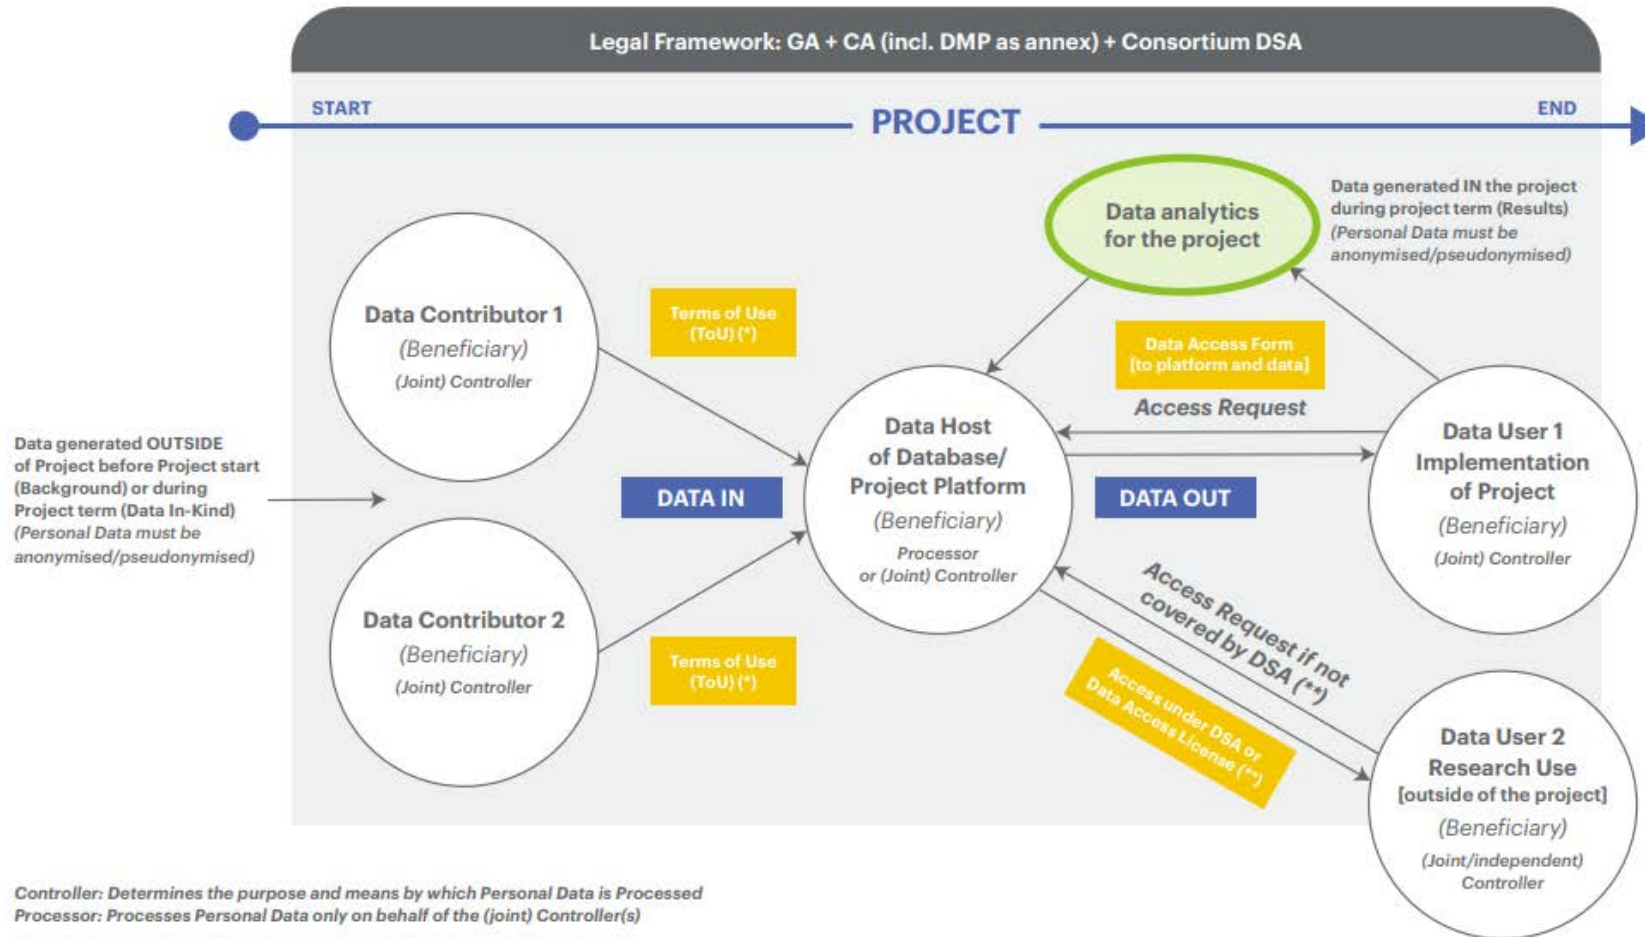 Legal Framework: GA + CA (incl. DMP as annex) + Consortium DSA
START
PROJECT
END
Data analytics
for the project
Data generated IN the project
during project term (Results)
(Personal Data must be
anonymised/pseudonymised)
Data Contributor 1
(Beneficiary)
(Joint) Controller
Terms of Use
(ToU) (*)
Data Access Form
[to platform and data]
Access Request
Data generated OUTSIDE
of Project before Project start
(Background) or during
Project term (Data In-Kind)
(Personal Data must be
anonymised/pseudonymised)
DATA IN
Data Host
of Database/
Project Platform
(Beneficiary)
Processor
or (Joint) Controller
DATA OUT
Data User 1
Implementation
of Project
(Beneficiary)
(Joint) Controller
Data Contributor 2
(Beneficiary)
(Joint) Controller
Terms of Use
(ToU) (*)
Access Request if not
covered by DSA (**)
Access under DSA or
Data Access License (**)
Data User 2
Research Use
[outside of the project]
(Beneficiary)
(Joint/independent)
Controller
Controller: Determines the purpose and means by which Personal Data is Processed
Processor: Processes Personal Data only on behalf of the (joint) Controller(s)